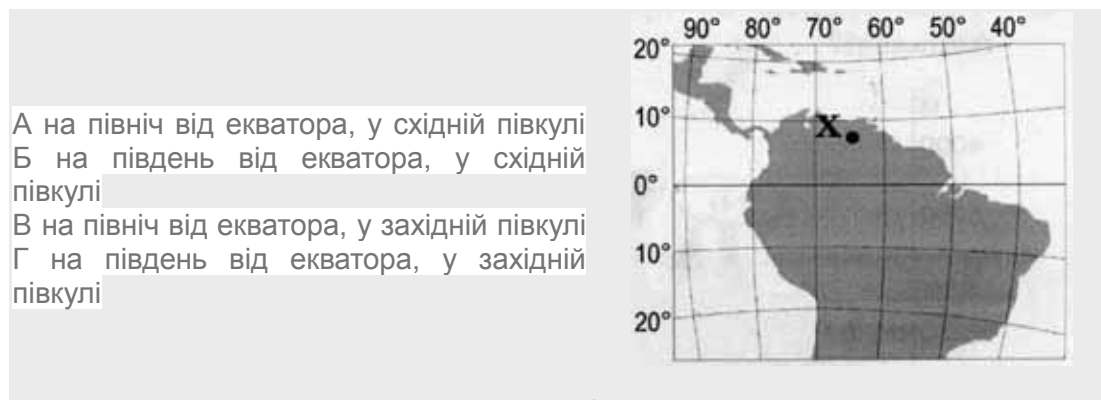 А на північ від екватора, у східній півкулі
Б на південь від екватора, у східній
півкулі
В на північ від екватора, у західній півкулі
Г на південь від екватора, у західній
півкулі
90° 80° 70° 60° 50° 40°
20°
10°
X
0°
10°
20°